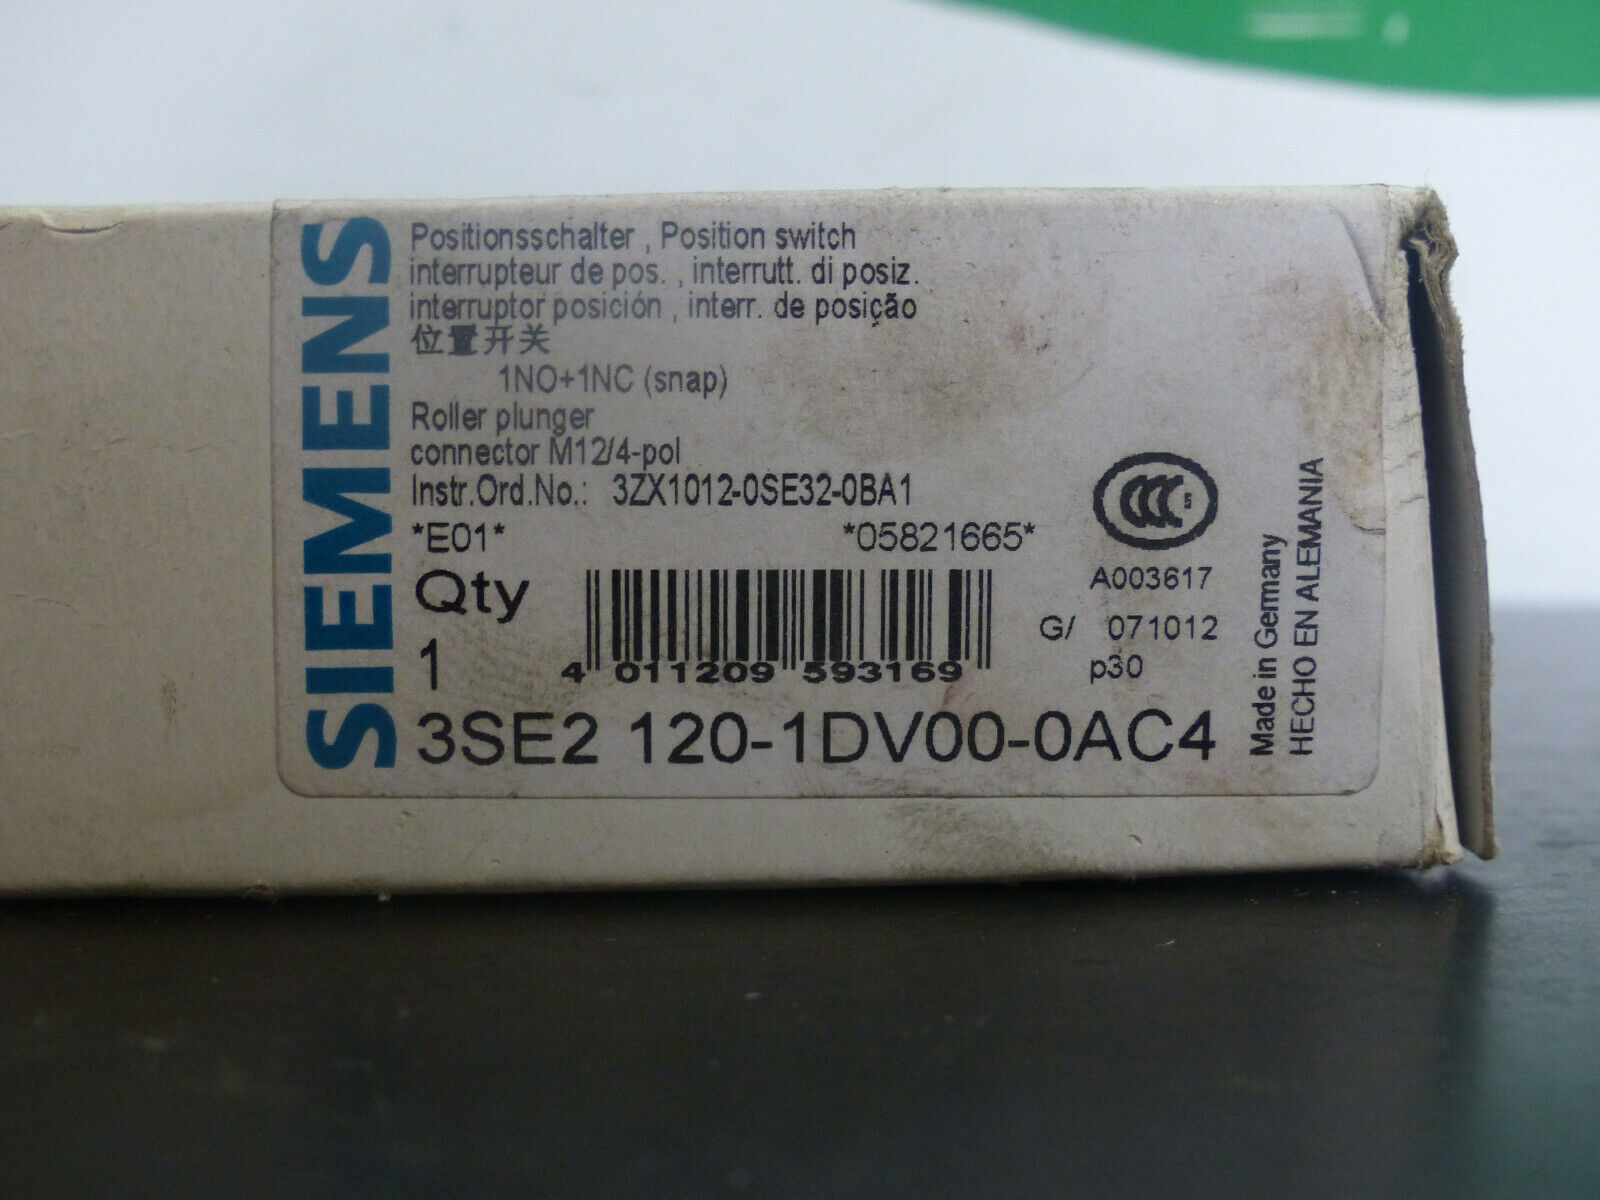 SIEMENS
Positionsschalter , Position switch
interrupteur de pos. , interrutt. di posiz.
interruptor posición , interr. de posição
位置开关
1NO+1NC (snap)
Roller plunger
connector M12/4-pol
Instr.Ord.No.: 3ZX1012-0SE32-0BA1
*E01* *05821665*
Qty
1
4 011209 593169
CCC S
A003617
G/ 071012
p30
3SE2 120-1DV00-0AC4
Made in Germany
HECHO EN ALEMANIA